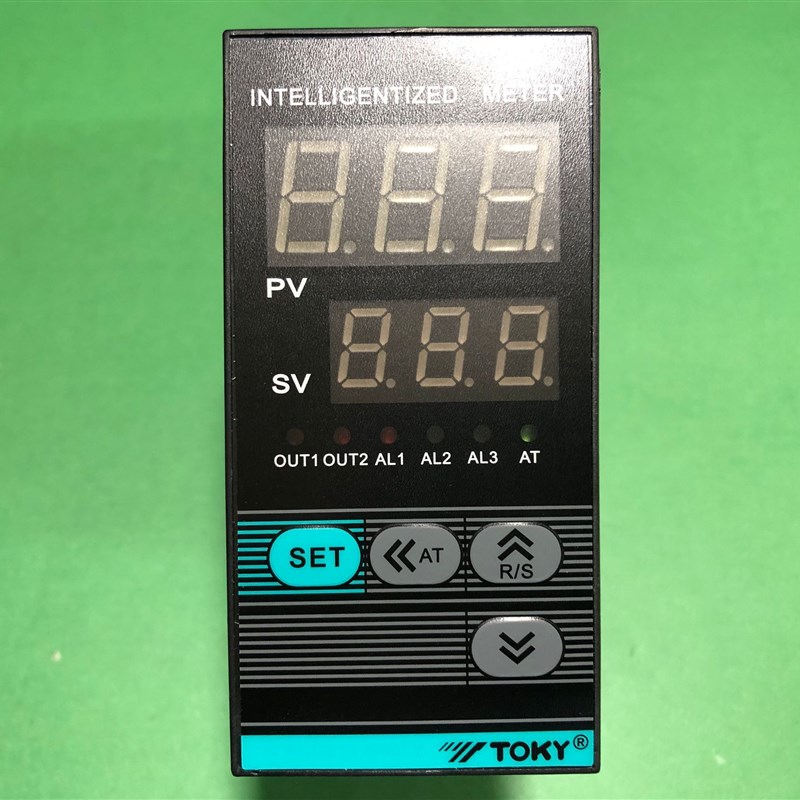 INTELLIGENTIZED METER
PV
SV
OUT1 OUT2 AL1 AL2 AL3 AT
SET AT R/S
TOKY®